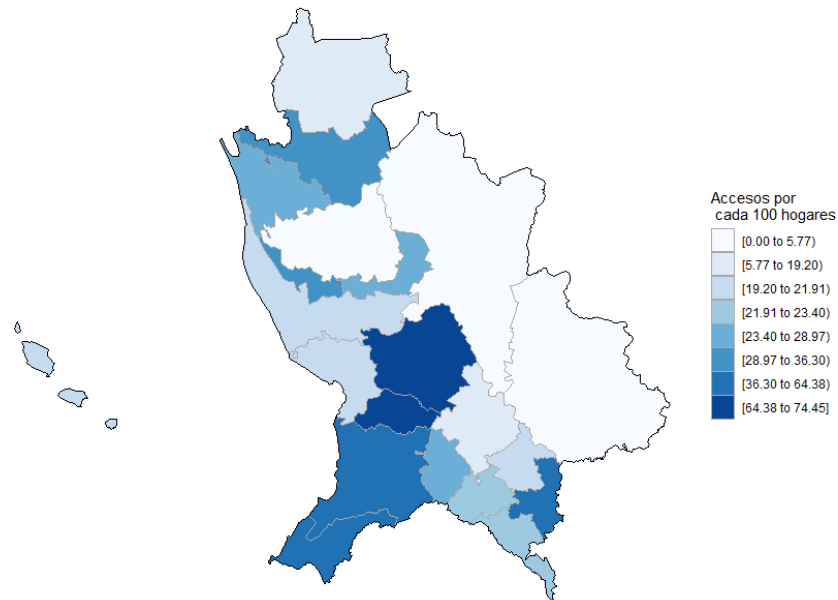 Accesos por
cada 100 hogares
[0.00 to 5.77)
[5.77 to 19.20)
[19.20 to 21.91)
[21.91 to 23.40)
[23.40 to 28.97)
[28.97 to 36.30)
[36.30 to 64.38)
[64.38 to 74.45]